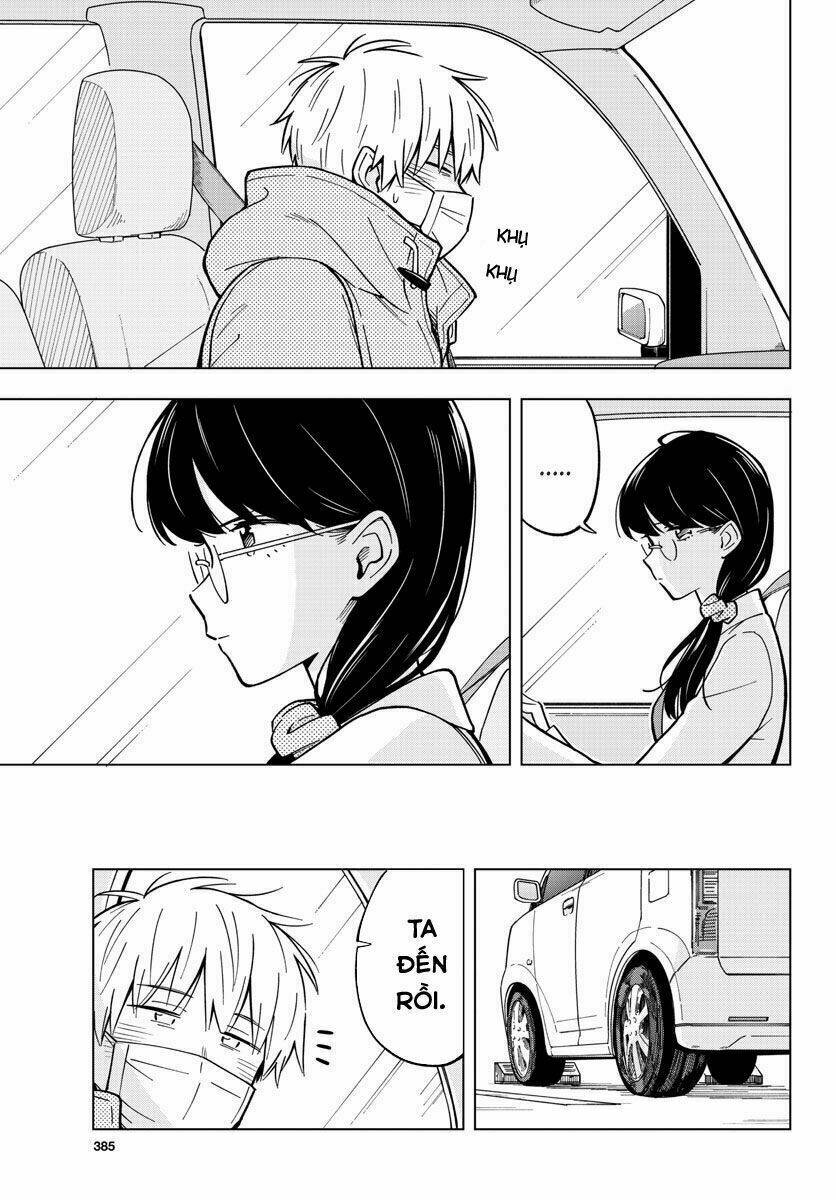 KHỤ
KHỤ
......
TA
ĐẾN
RỒI.
385